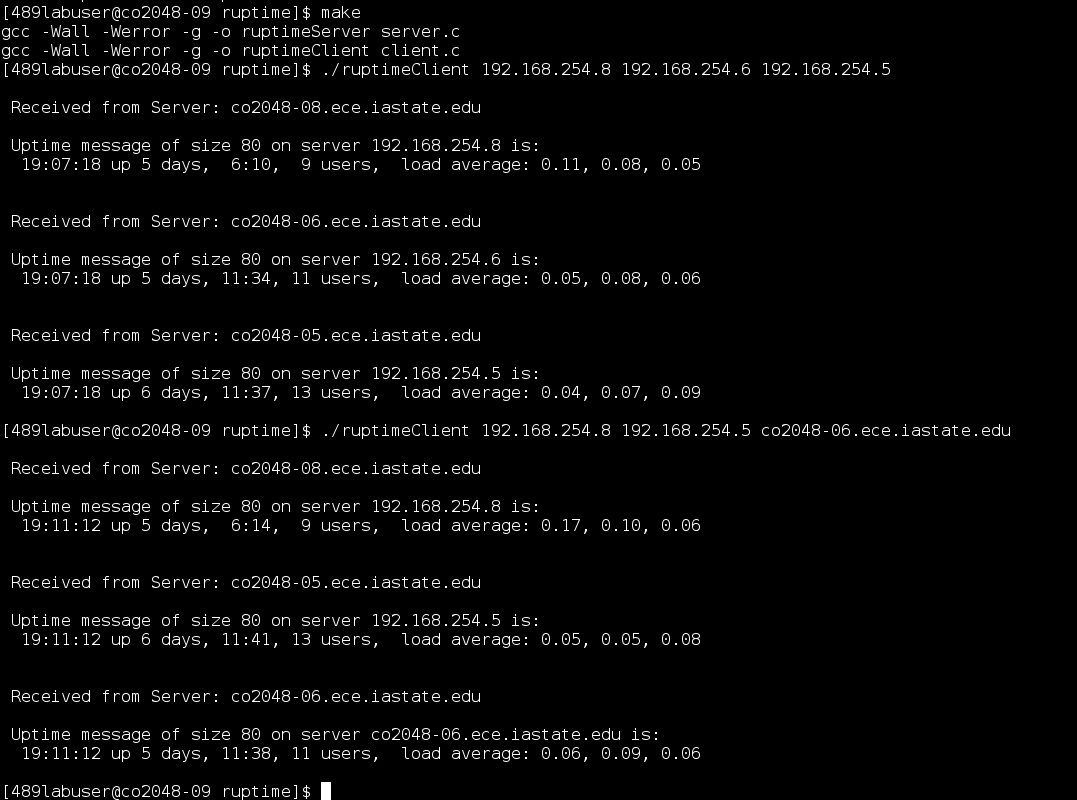 [489labuser@co2048-09 ruptime]$ make
gcc -Wall -Werror -g -o ruptimeServer server.c
gcc -Wall -Werror -g -o ruptimeClient client.c
[489labuser@co2048-09 ruptime]$ ./ruptimeClient 192.168.254.8 192.168.254.6 192.168.254.5
Received from Server: co2048-08.ece.iastate.edu
Uptime message of size 80 on server 192.168.254.8 is:
19:07:18 up 5 days,  6:10,  9 users,  load average: 0.11, 0.08, 0.05
Received from Server: co2048-06.ece.iastate.edu
Uptime message of size 80 on server 192.168.254.6 is:
19:07:18 up 5 days, 11:34, 11 users,  load average: 0.05, 0.08, 0.06
Received from Server: co2048-05.ece.iastate.edu
Uptime message of size 80 on server 192.168.254.5 is:
19:07:18 up 6 days, 11:37, 13 users,  load average: 0.04, 0.07, 0.09
[489labuser@co2048-09 ruptime]$ ./ruptimeClient 192.168.254.8 192.168.254.5 co2048-06.ece.iastate.edu
Received from Server: co2048-08.ece.iastate.edu
Uptime message of size 80 on server 192.168.254.8 is:
19:11:12 up 5 days,  6:14,  9 users,  load average: 0.17, 0.10, 0.06
Received from Server: co2048-05.ece.iastate.edu
Uptime message of size 80 on server 192.168.254.5 is:
19:11:12 up 6 days, 11:41, 13 users,  load average: 0.05, 0.05, 0.08
Received from Server: co2048-06.ece.iastate.edu
Uptime message of size 80 on server co2048-06.ece.iastate.edu is:
19:11:12 up 5 days, 11:38, 11 users,  load average: 0.06, 0.09, 0.06
[489labuser@co2048-09 ruptime]$